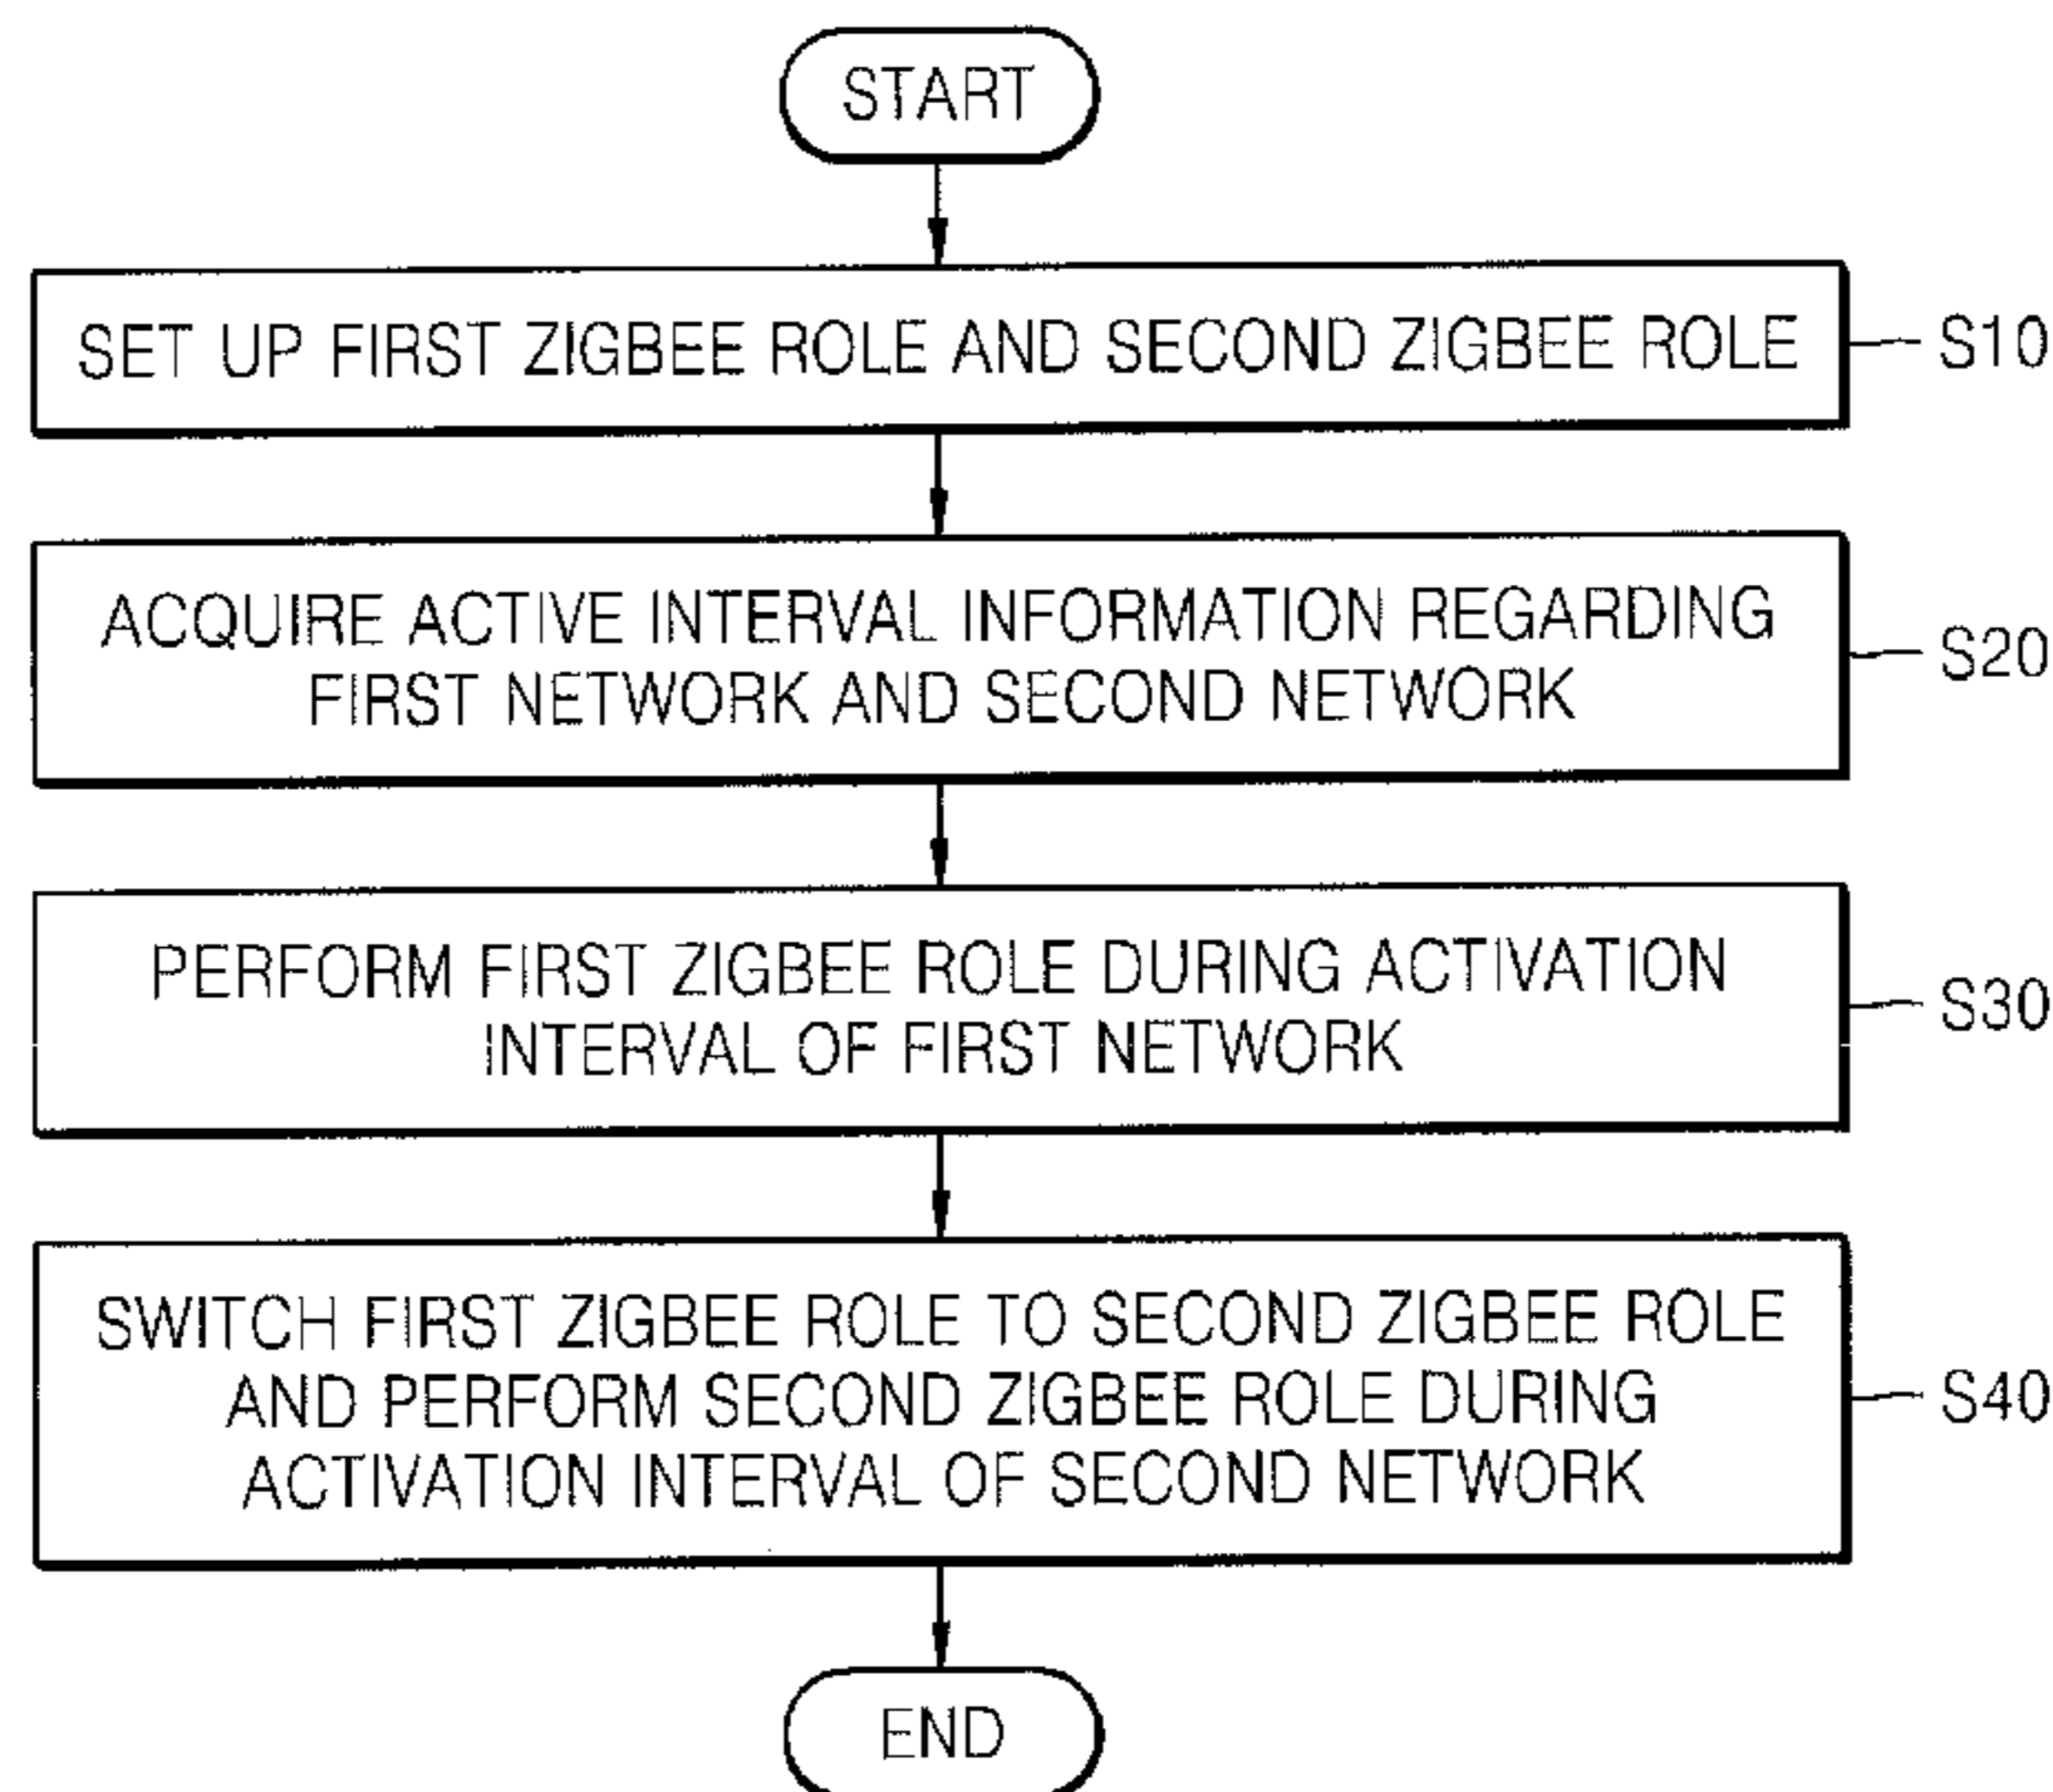 START
SET UP FIRST ZIGBEE ROLE AND SECOND ZIGBEE ROLE
S10
ACQUIRE ACTIVE INTERVAL INFORMATION REGARDING
FIRST NETWORK AND SECOND NETWORK
S20
PERFORM FIRST ZIGBEE ROLE DURING ACTIVATION
INTERVAL OF FIRST NETWORK
S30
SWITCH FIRST ZIGBEE ROLE TO SECOND ZIGBEE ROLE
AND PERFORM SECOND ZIGBEE ROLE DURING
ACTIVATION INTERVAL OF SECOND NETWORK
S40
END